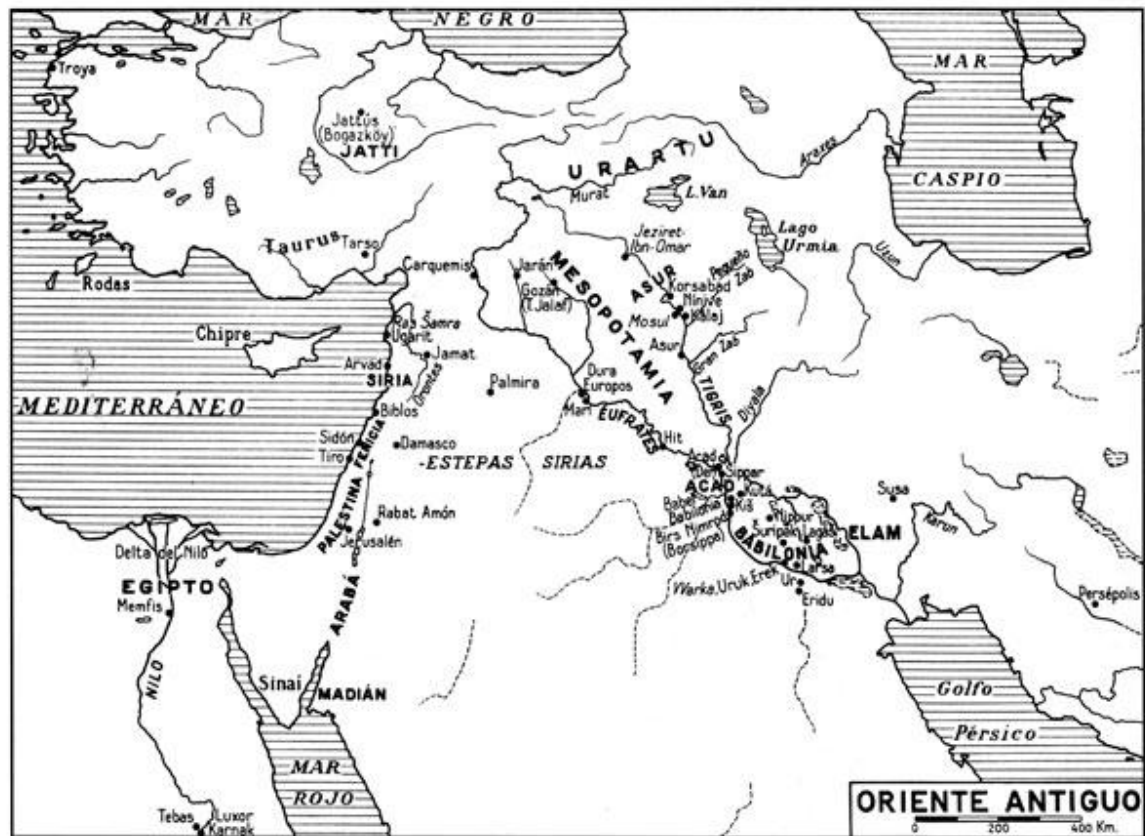 MAR
NEGRO
MAR
CASPIO
Troya
Jattús
(Bogazköy)
JATTI
URARTU
Araxes
Murat
L.Van
Lago
Urmia
Jeziret-
Ibn-Omar
Taurus
Tarso
Uzun
Pequeño
Zab
Carquemis
Jarán
Gozán
(T.Jalaf)
MESOPOTAMIA
ASUR
Korsabad
Nínive
Mosul
Kalaj
Rodas
Chipre
Ras Šamra
Ugarit
Jamat
Asur
Gran Zab
Arvad
SIRIA
Orontes
Palmira
Dura
Europos
Mari
TIGRIS
Diyala
MEDITERRÁNEO
Biblos
EUFRATES
Hit
Sidón
FENICIA
Damasco
Tiro
-ESTEPAS SIRIAS
Acad
Sippar
ACAD
Babel
Babilonia
Kutá
Kiš
Susa
Karun
Birs Nimrod
(Borsippa)
Nippur
Šuripak
Lagaš
ELAM
BABILONIA
Larsa
PALESTINA
Rabat Amón
Jerusalén
Delta del Nilo
EGIPTO
Warka, Uruk, Erek
Ur
Eridu
Persépolis
Memfis
ARABÁ
NILO
Sinaí
MADIÁN
Golfo
Pérsico
MAR
ROJO
Tebas
Luxor
Karnak
ORIENTE ANTIGUO
0 200 400 Km.